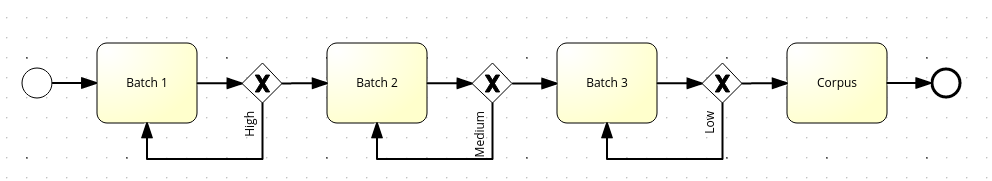 Batch 1
High
Batch 2
Medium
Batch 3
Low
Corpus